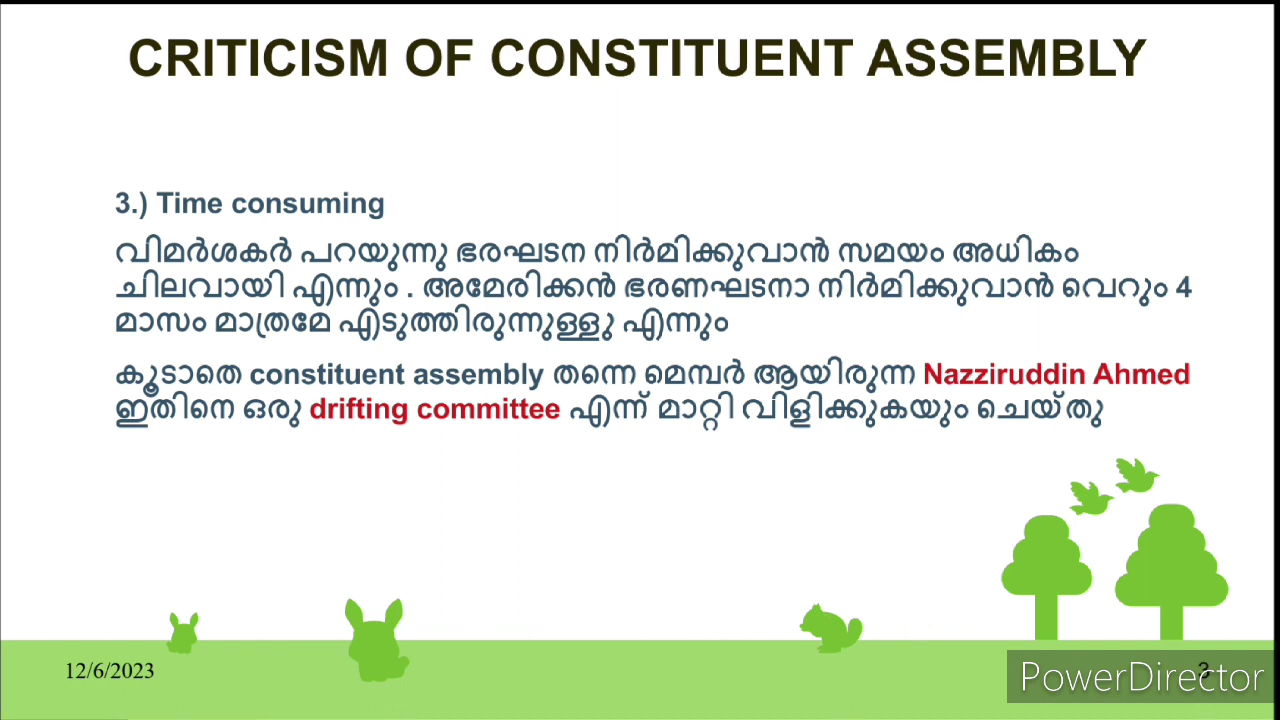 CRITICISM OF CONSTITUENT ASSEMBLY
3.) Time consuming
വിമർശകർ പറയുന്നു ഭരഘടന നിർമിക്കുവാൻ സമയം അധികം
ചിലവായി എന്നും . അമേരിക്കൻ ഭരണഘടനാ നിർമിക്കുവാൻ വെറും 4
മാസം മാത്രമേ എടുത്തിരുന്നുള്ളു എന്നും
കൂടാതെ constituent assembly തന്നെ മെമ്പർ ആയിരുന്ന Nazziruddin Ahmed
ഇതിനെ ഒരു drifting committee എന്ന് മാറ്റി വിളിക്കുകയും ചെയ്തു
12/6/2023
3
PowerDirector